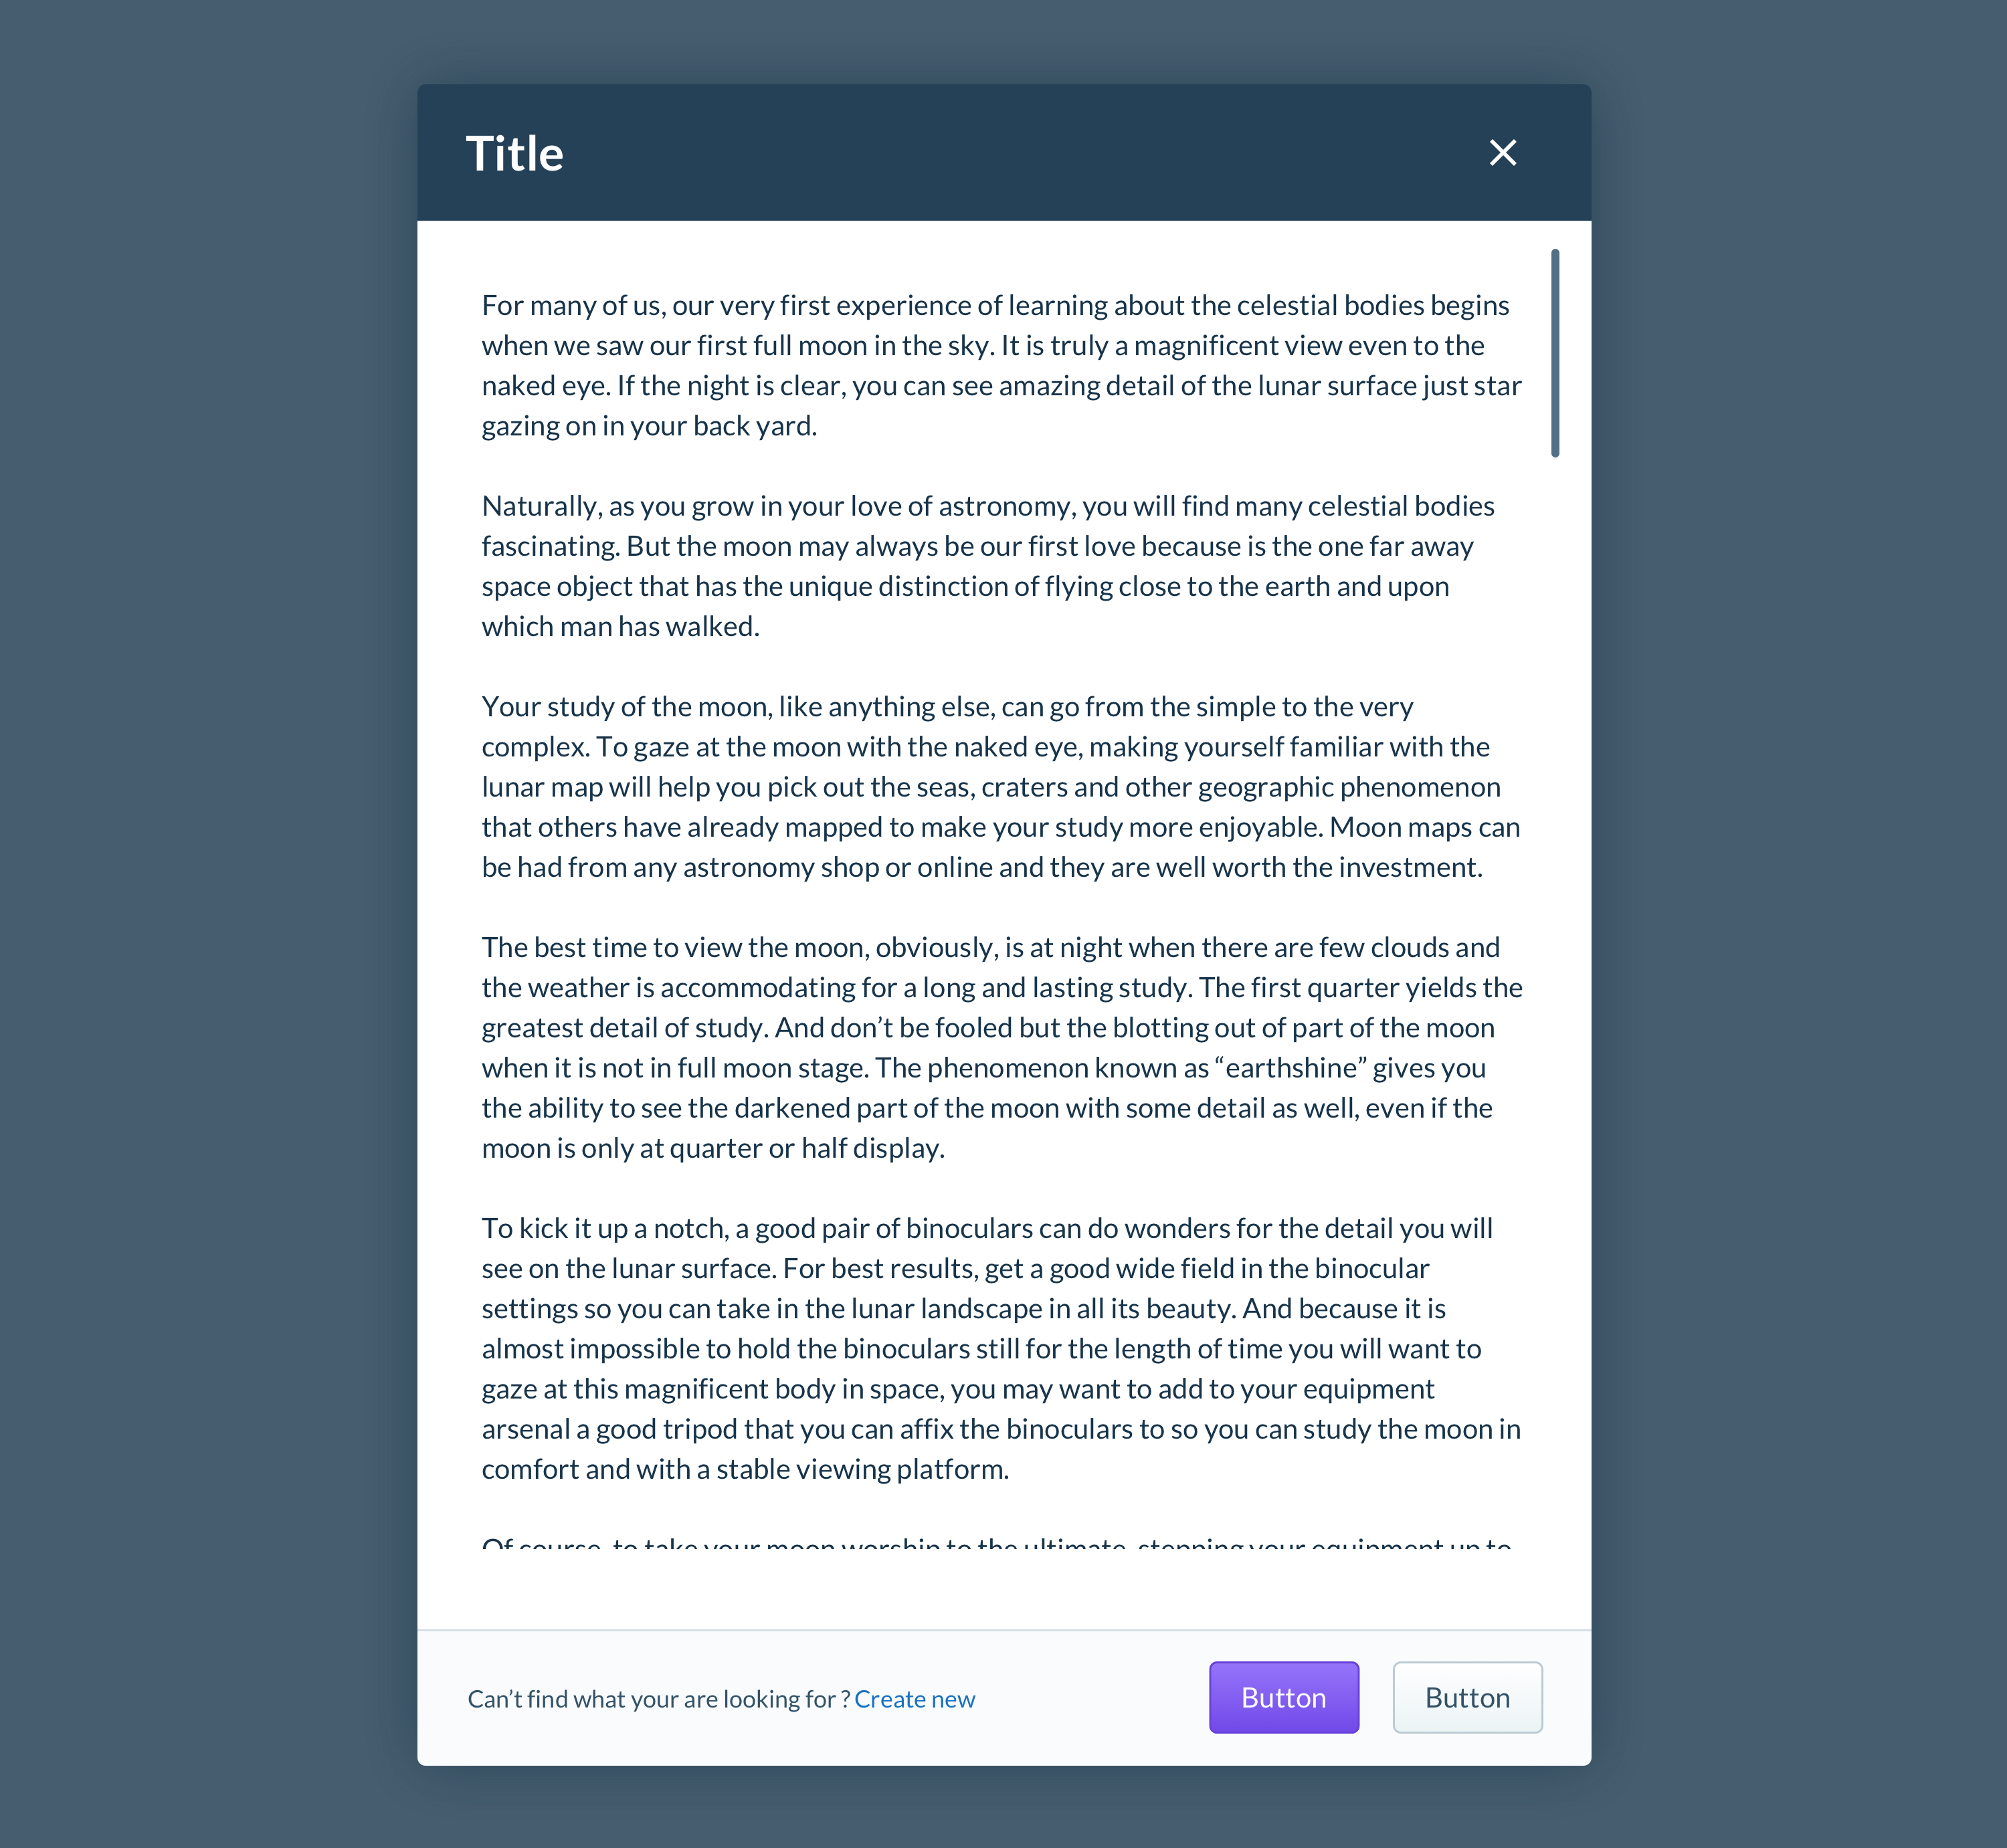 Title
For many of us, our very first experience of learning about the celestial bodies begins
when we saw our first full moon in the sky. It is truly a magnificent view even to the
naked eye. If the night is clear, you can see amazing detail of the lunar surface just star
gazing on in your back yard.
Naturally, as you grow in your love of astronomy, you will find many celestial bodies
fascinating. But the moon may always be our first love because is the one far away
space object that has the unique distinction of flying close to the earth and upon
which man has walked.
Your study of the moon, like anything else, can go from the simple to the very
complex. To gaze at the moon with the naked eye, making yourself familiar with the
lunar map will help you pick out the seas, craters and other geographic phenomenon
that others have already mapped to make your study more enjoyable. Moon maps can
be had from any astronomy shop or online and they are well worth the investment.
The best time to view the moon, obviously, is at night when there are few clouds and
the weather is accommodating for a long and lasting study. The first quarter yields the
greatest detail of study. And don’t be fooled but the blotting out of part of the moon
when it is not in full moon stage. The phenomenon known as “earthshine” gives you
the ability to see the darkened part of the moon with some detail as well, even if the
moon is only at quarter or half display.
To kick it up a notch, a good pair of binoculars can do wonders for the detail you will
see on the lunar surface. For best results, get a good wide field in the binocular
settings so you can take in the lunar landscape in all its beauty. And because it is
almost impossible to hold the binoculars still for the length of time you will want to
gaze at this magnificent body in space, you may want to add to your equipment
arsenal a good tripod that you can affix the binoculars to so you can study the moon in
comfort and with a stable viewing platform.
Of course, to take your moon worship to the ultimate, stepping your equipment up to
Can’t find what your are looking for ? Create new
Button
Button